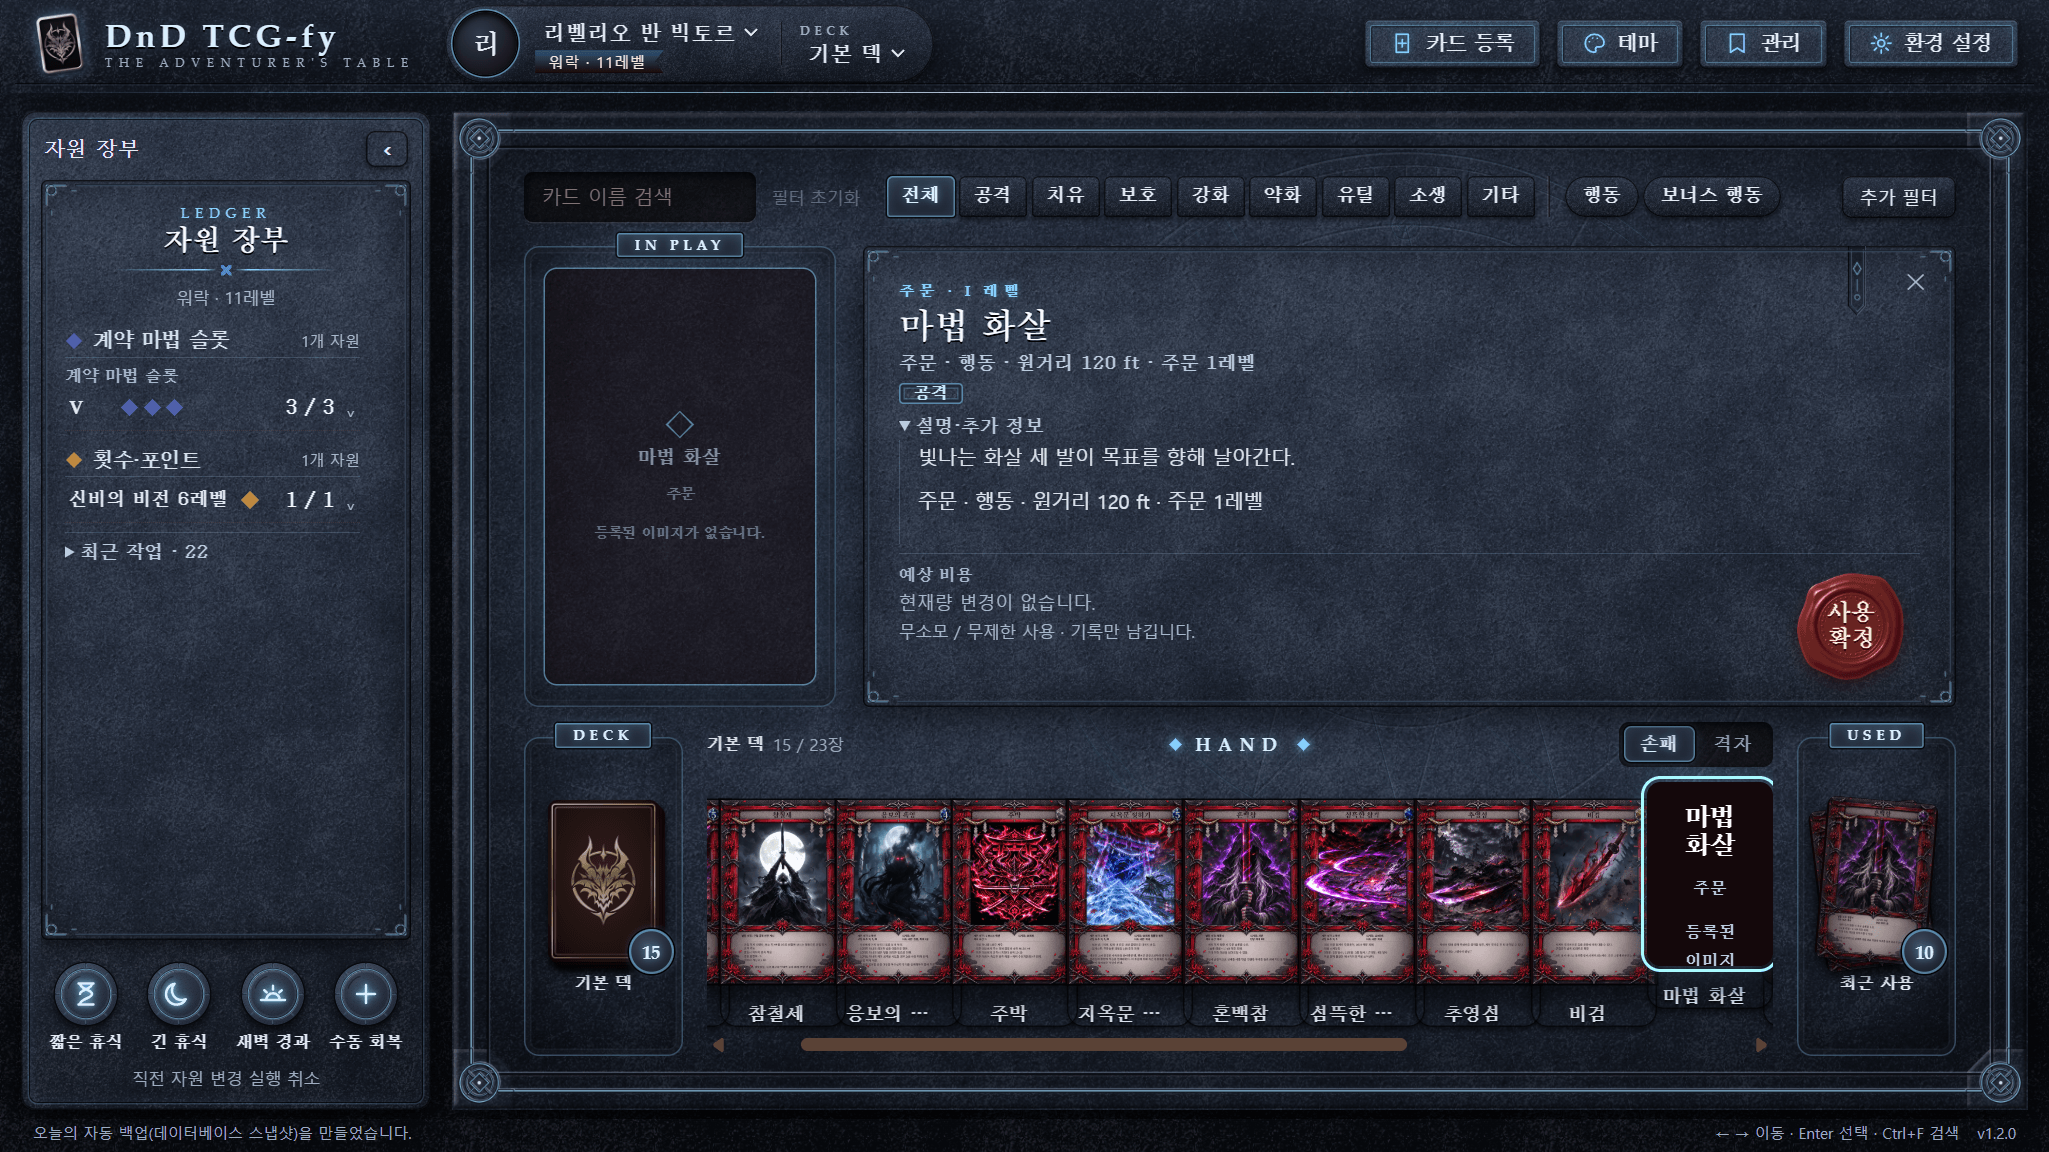 DnD TCG-fy
THE ADVENTURER'S TABLE
리
리벨리오 반 빅토르
워락 · 11레벨
DECK
기본 덱
카드 등록
테마
관리
환경 설정
자원 장부
LEDGER
자원 장부
워락 · 11레벨
계약 마법 슬롯
1개 자원
계약 마법 슬롯
V
3 / 3
횟수·포인트
1개 자원
신비의 비전 6레벨
1 / 1
최근 작업 · 22
짧은 휴식
긴 휴식
새벽 경과
수동 회복
직전 자원 변경 실행 취소
카드 이름 검색
필터 초기화
전체
공격
치유
보호
강화
약화
유틸
소생
기타
행동
보너스 행동
추가 필터
IN PLAY
마법 화살
주문
등록된 이미지가 없습니다.
주문 · 1 레벨
마법 화살
주문 · 행동 · 원거리 120 ft · 주문 1레벨
공격
설명·추가 정보
빛나는 화살 세 발이 목표를 향해 날아간다.
주문 · 행동 · 원거리 120 ft · 주문 1레벨
예상 비용
현재량 변경이 없습니다.
무소모 / 무제한 사용 · 기록만 남깁니다.
사용
확정
DECK
15
기본 덱
기본 덱 15 / 23장
HAND
손패
격자
참철세
응보의 ···
주박
지옥문 ···
혼백참
섬뜩한 ···
추영섬
비검
마법
화살
주문
등록된
이미지
마법 화살
USED
10
최근 사용
오늘의 자동 백업(데이터베이스 스냅샷)을 만들었습니다.
← → 이동 · Enter 선택 · Ctrl+F 검색
v1.2.0